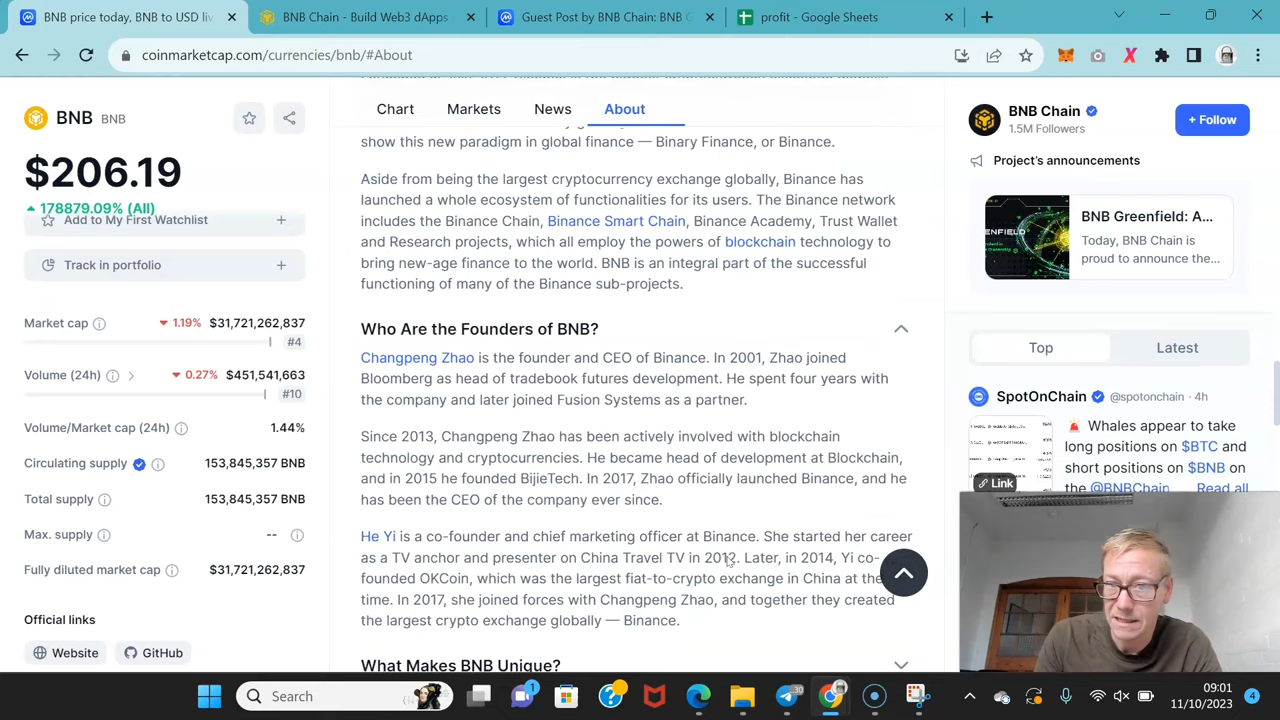 BNB price today, BNB to USD liv
BNB Chain - Build Web3 dApps
Guest Post by BNB Chain: BNB C
profit - Google Sheets
coinmarketcap.com/currencies/bnb/#About
BNB BNB
$206.19
178879.09% (All)
Add to My First Watchlist
Track in portfolio
Market cap 1.19% $31,721,262,837
#4
Volume (24h) 0.27% $451,541,663
#10
Volume/Market cap (24h) 1.44%
Circulating supply 153,845,357 BNB
Total supply 153,845,357 BNB
Max. supply --
Fully diluted market cap $31,721,262,837
Official links
Website GitHub
Chart Markets News About
show this new paradigm in global finance — Binary Finance, or Binance.
Aside from being the largest cryptocurrency exchange globally, Binance has
launched a whole ecosystem of functionalities for its users. The Binance network
includes the Binance Chain, Binance Smart Chain, Binance Academy, Trust Wallet
and Research projects, which all employ the powers of blockchain technology to
bring new-age finance to the world. BNB is an integral part of the successful
functioning of many of the Binance sub-projects.
Who Are the Founders of BNB?
Changpeng Zhao is the founder and CEO of Binance. In 2001, Zhao joined
Bloomberg as head of tradebook futures development. He spent four years with
the company and later joined Fusion Systems as a partner.
Since 2013, Changpeng Zhao has been actively involved with blockchain
technology and cryptocurrencies. He became head of development at Blockchain,
and in 2015 he founded BijieTech. In 2017, Zhao officially launched Binance, and he
has been the CEO of the company ever since.
He Yi is a co-founder and chief marketing officer at Binance. She started her career
as a TV anchor and presenter on China Travel TV in 2012. Later, in 2014, Yi co-
founded OKCoin, which was the largest fiat-to-crypto exchange in China at the
time. In 2017, she joined forces with Changpeng Zhao, and together they created
the largest crypto exchange globally — Binance.
What Makes BNB Unique?
BNB Chain
1.5M Followers
+ Follow
Project's announcements
BNB Greenfield: A...
Today, BNB Chain is
proud to announce the...
Top Latest
SpotOnChain @spotonchain · 4h
Whales appear to take
long positions on $BTC and
short positions on $BNB on
the @BNBChain Read all
Link
Search
1
30
09:01
11/10/2023
4